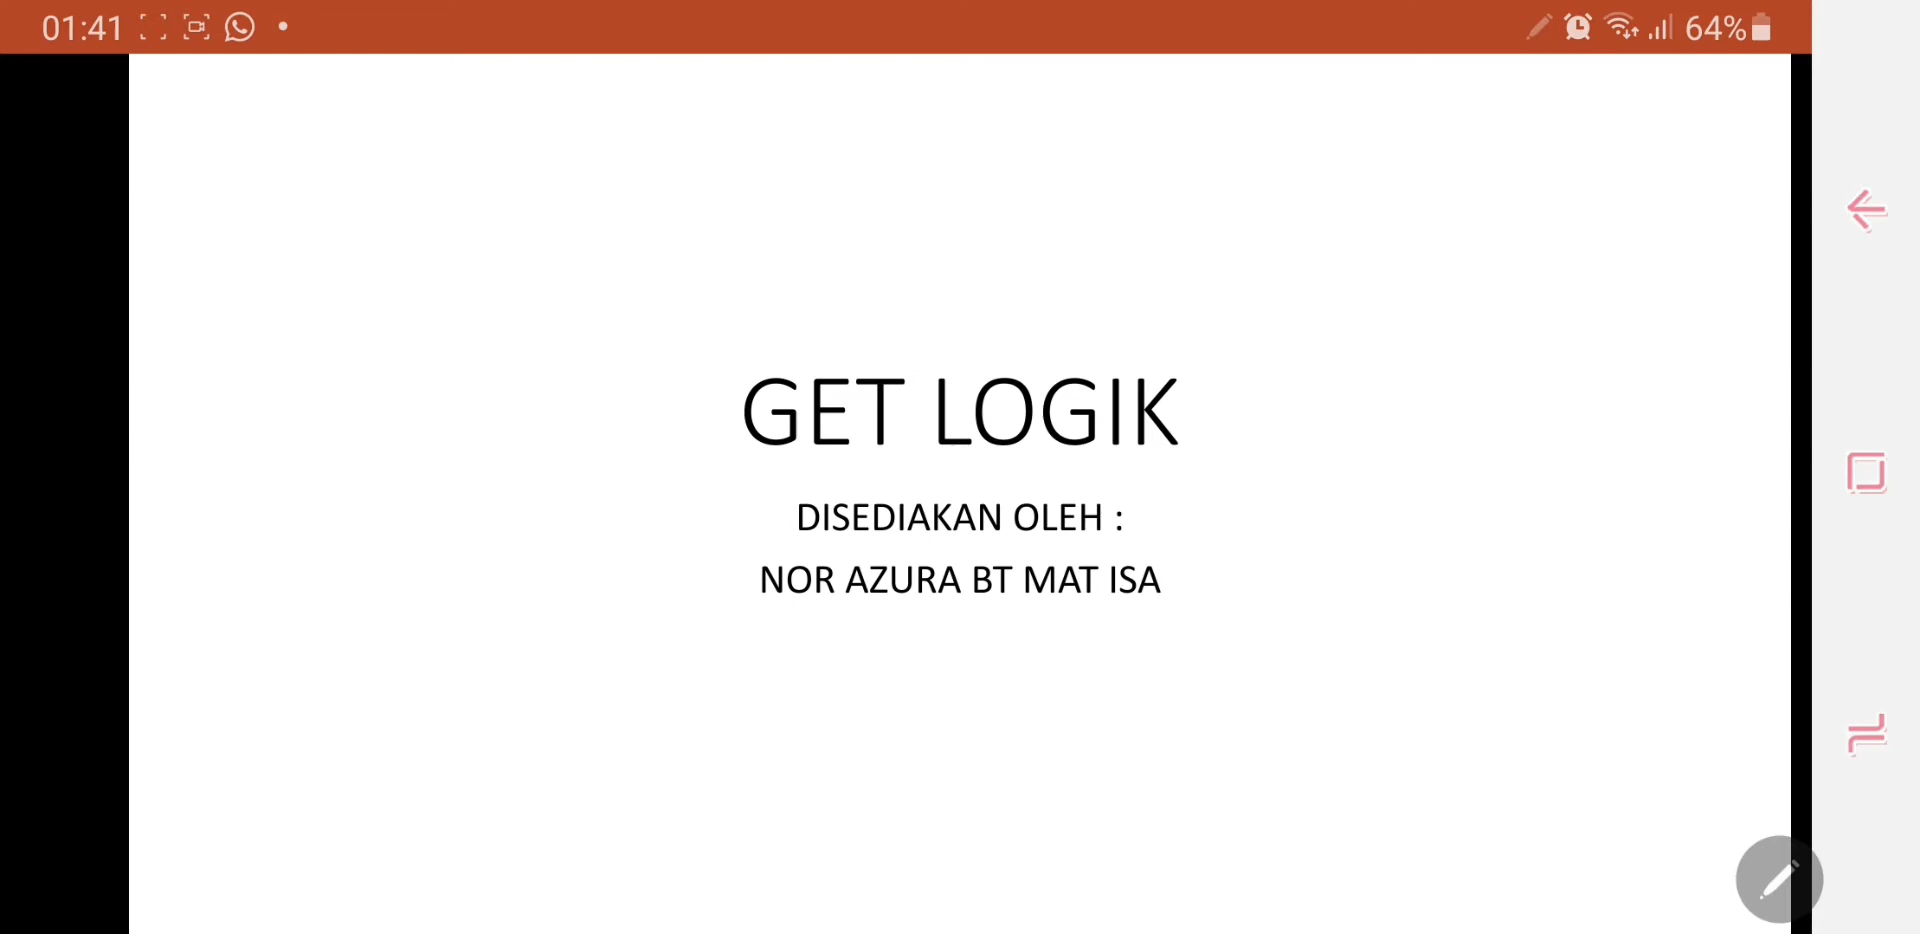 01:41
64%
GET LOGIK
DISEDIAKAN OLEH :
NOR AZURA BT MAT ISA